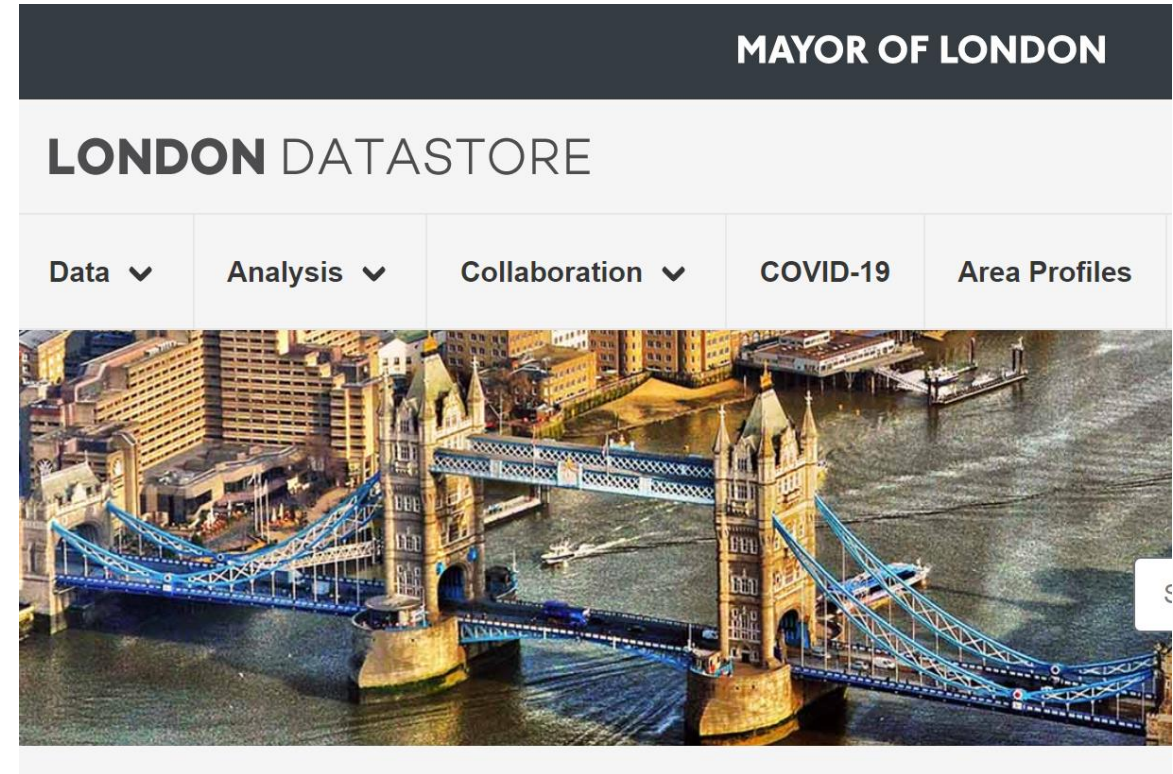 MAYOR OF LONDON
LONDON DATASTORE
Data Analysis Collaboration COVID-19 Area Profiles
S